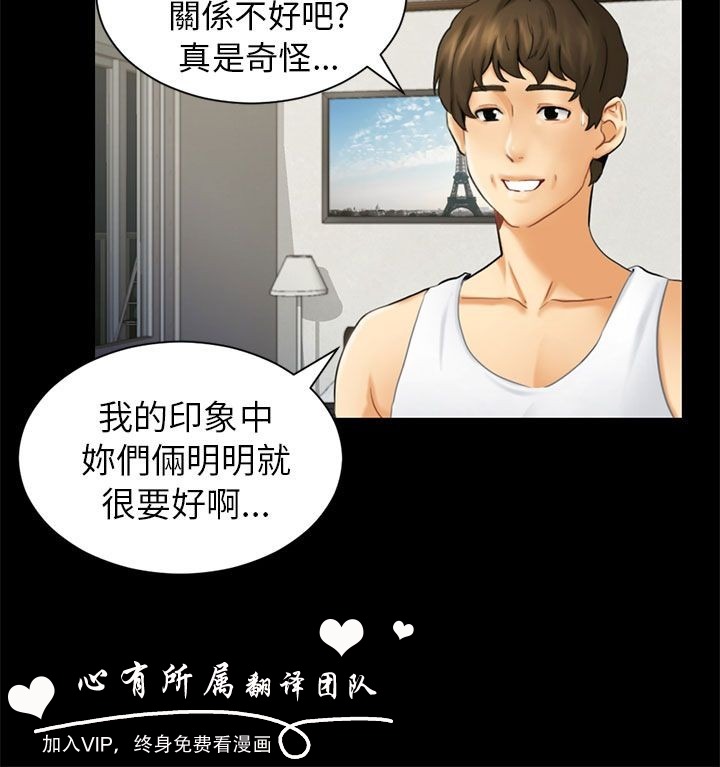 關係不好吧?
真是奇怪...
我的印象中
妳們倆明明就
很要好啊...
心有所属翻译团队
加入VIP，终身免费看漫画